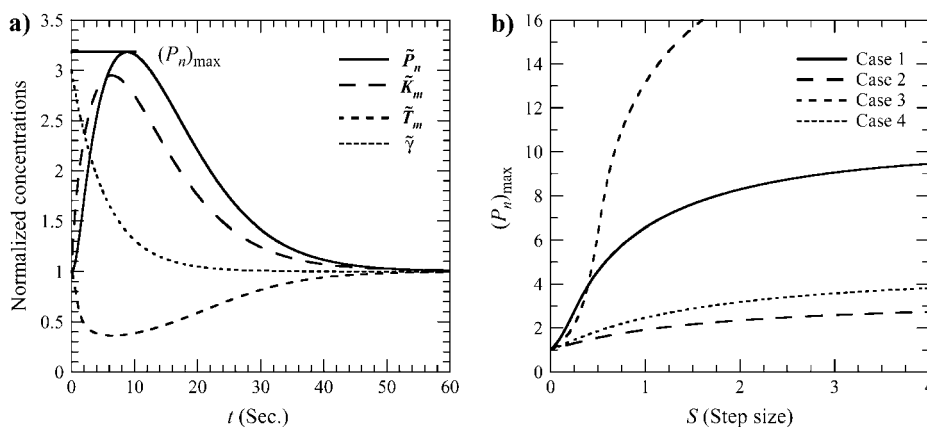 a)
Normalized concentrations
3.5
3
2.5
2
1.5
1
0.5
0
(Pₙ)max
P̃ₙ
K̃ₘ
T̃ₘ
γ̃
0 10 20 30 40 50 60
t (Sec.)
b)
(Pₙ)max
16
14
12
10
8
6
4
2
0
Case 1
Case 2
Case 3
Case 4
0 1 2 3 4
S (Step size)